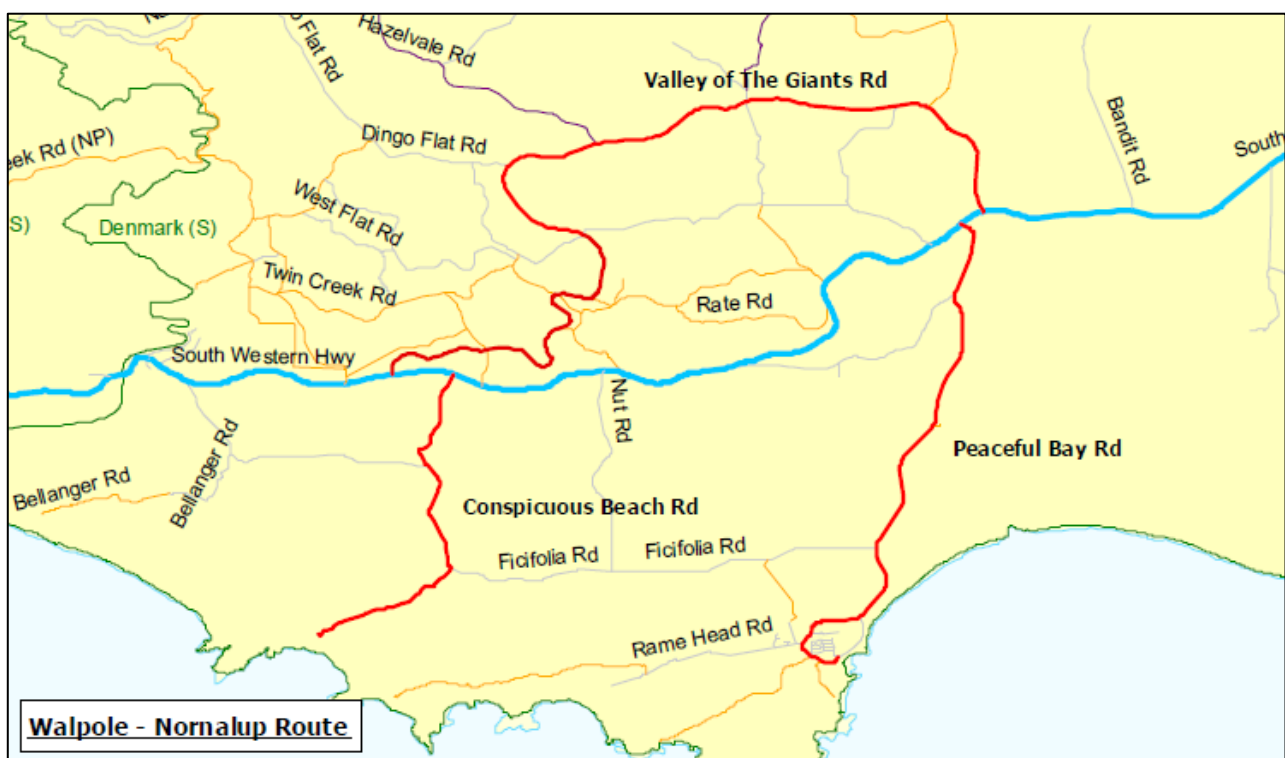 Hazelvale Rd
Flat Rd
Valley of The Giants Rd
Bandit Rd
Dingo Flat Rd
South
eek Rd (NP)
West Flat Rd
S)
Denmark (S)
Twin Creek Rd
Rate Rd
South Western Hwy
Nut Rd
Bellanger Rd
Bellanger Rd
Peaceful Bay Rd
Conspicuous Beach Rd
Ficifolia Rd
Ficifolia Rd
Rame Head Rd
Walpole - Nornalup Route